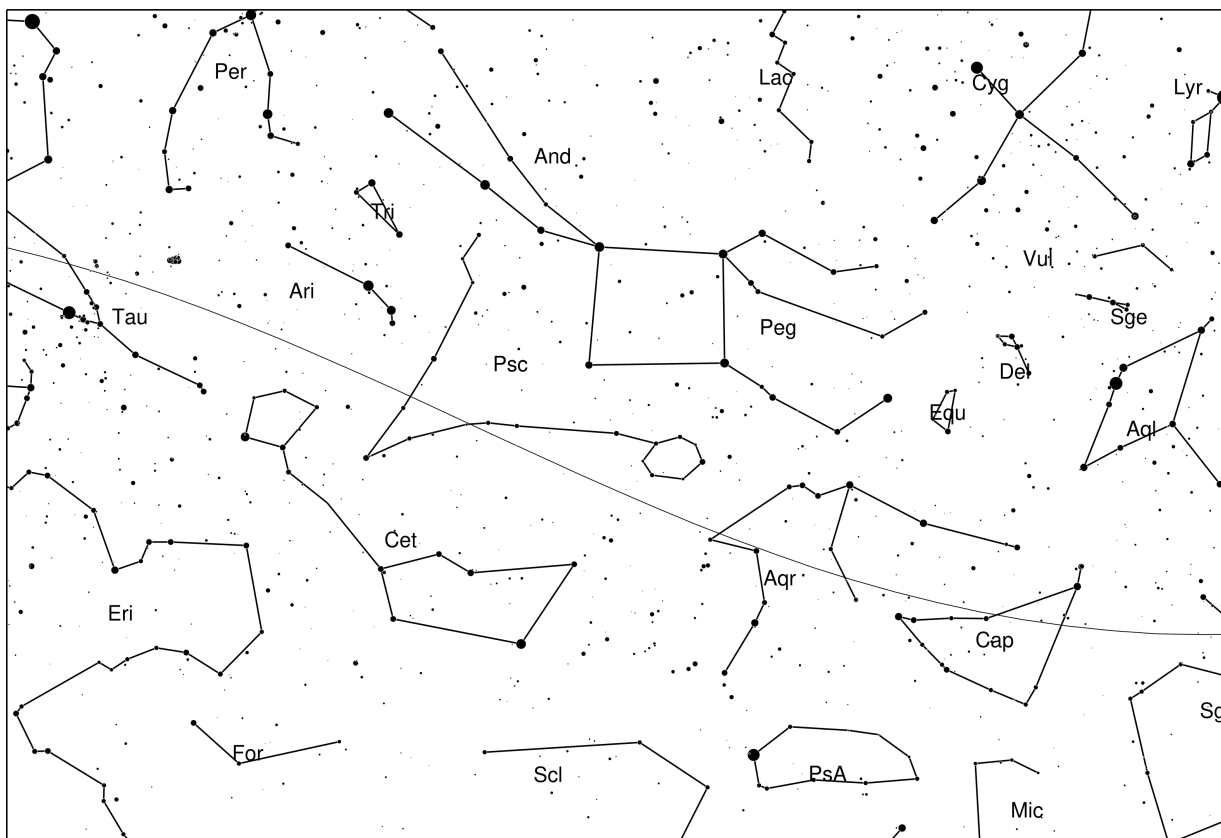 Per
Lac
Cyg
Lyr
And
Tri
Vul
Ari
Tau
Peg
Sge
Psc
Del
Equ
Aql
Cet
Aqr
Eri
Cap
Sg
For
Scl
PsA
Mic